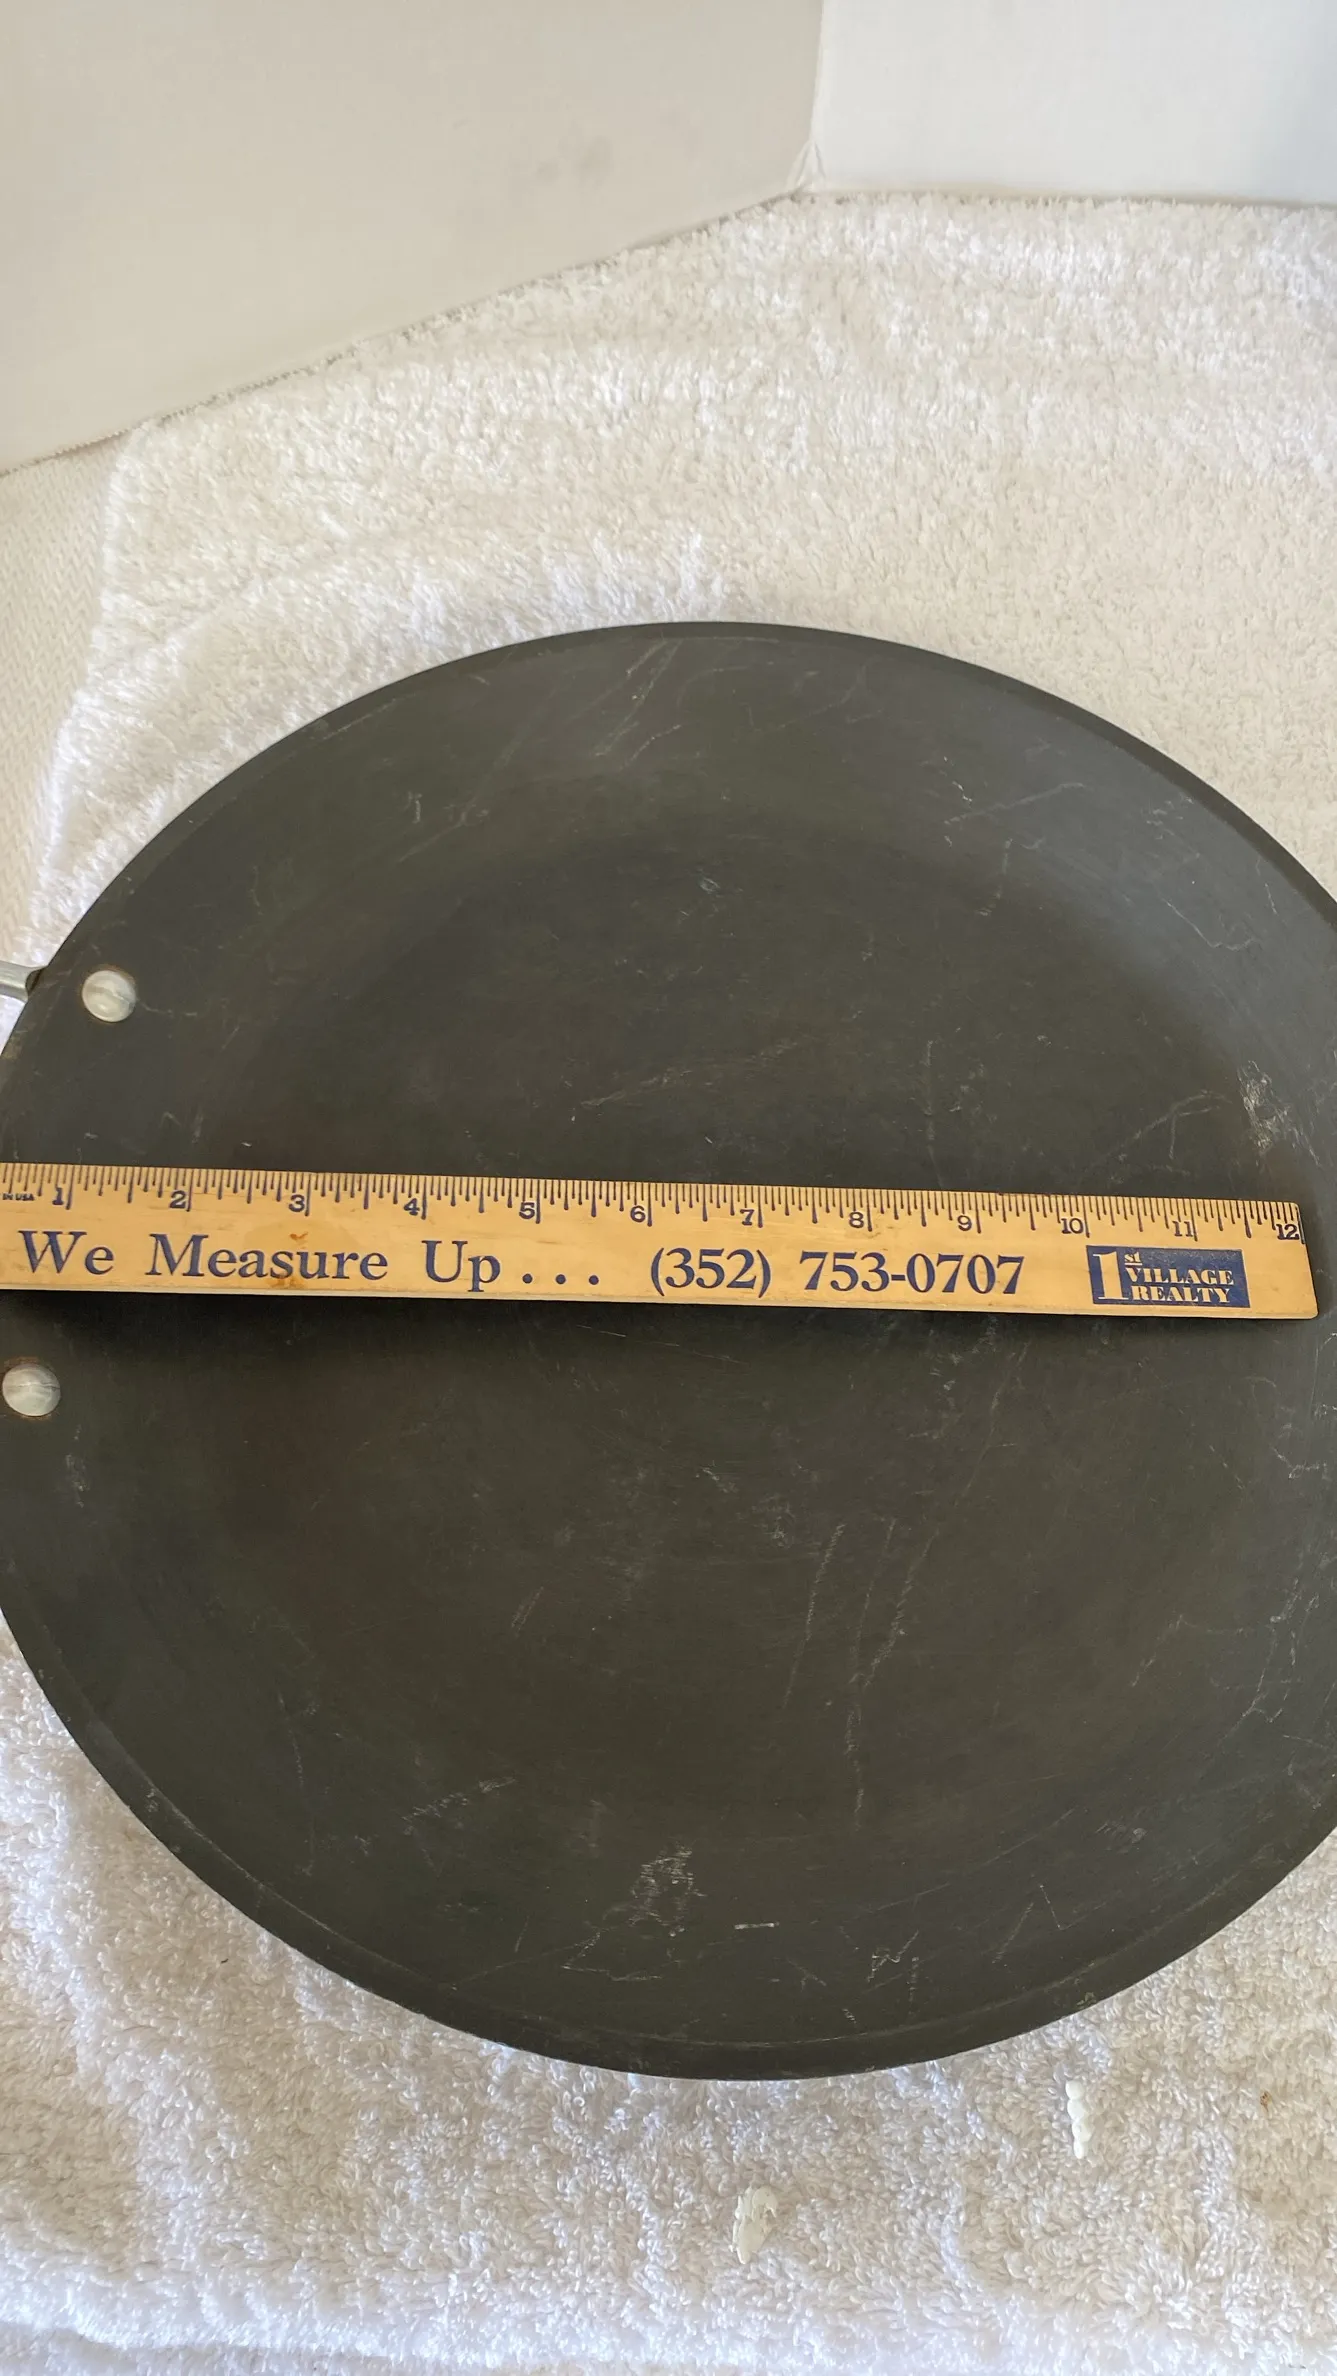 IN USA 1 2 3 4 5 6 7 8 9 10 11 12
We Measure Up... (352) 753-0707
1st VILLAGE
REALTY